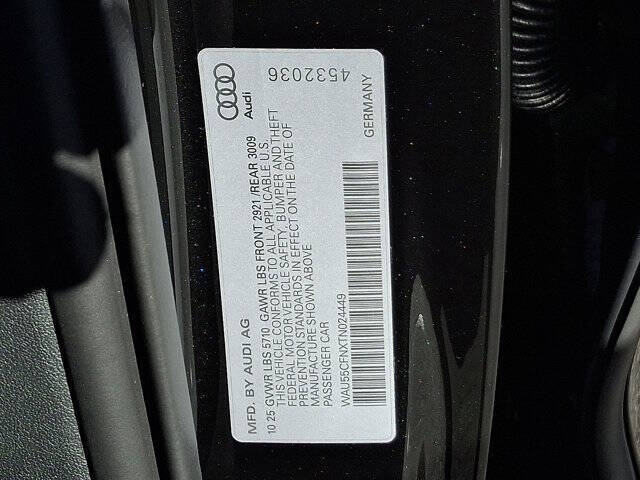 MFD. BY AUDI AG
Audi
10 25 GVWR LBS 5710 GAWR LBS FRONT 2921 /REAR 3009
THIS VEHICLE CONFORMS TO ALL APPLICABLE U.S.
FEDERAL MOTOR VEHICLE SAFETY, BUMPER AND THEFT
PREVENTION STANDARDS IN EFFECT ON THE DATE OF
MANUFACTURE SHOWN ABOVE
PASSENGER CAR
4532036
WAU55CFNXTN024449
GERMANY